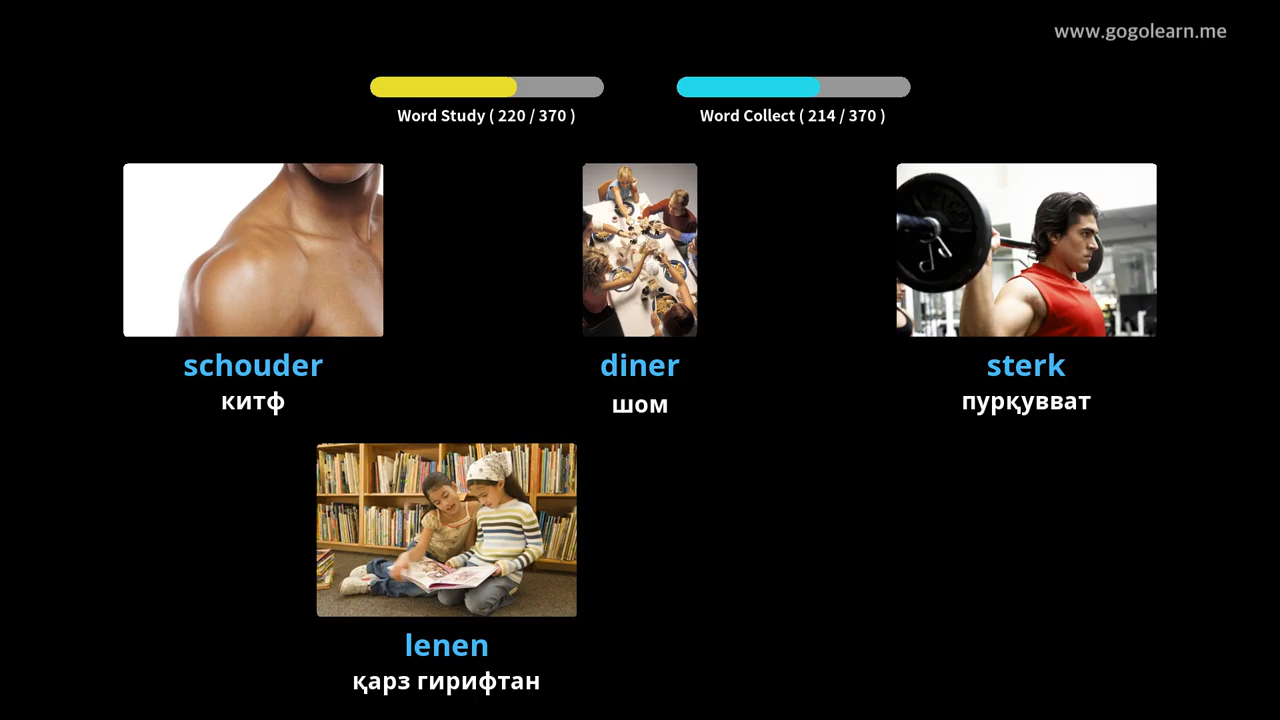 www.gogolearn.me
Word Study ( 220 / 370 )
Word Collect ( 214 / 370 )
schouder
китф
diner
шом
sterk
пурқувват
lenen
қарз гирифтан